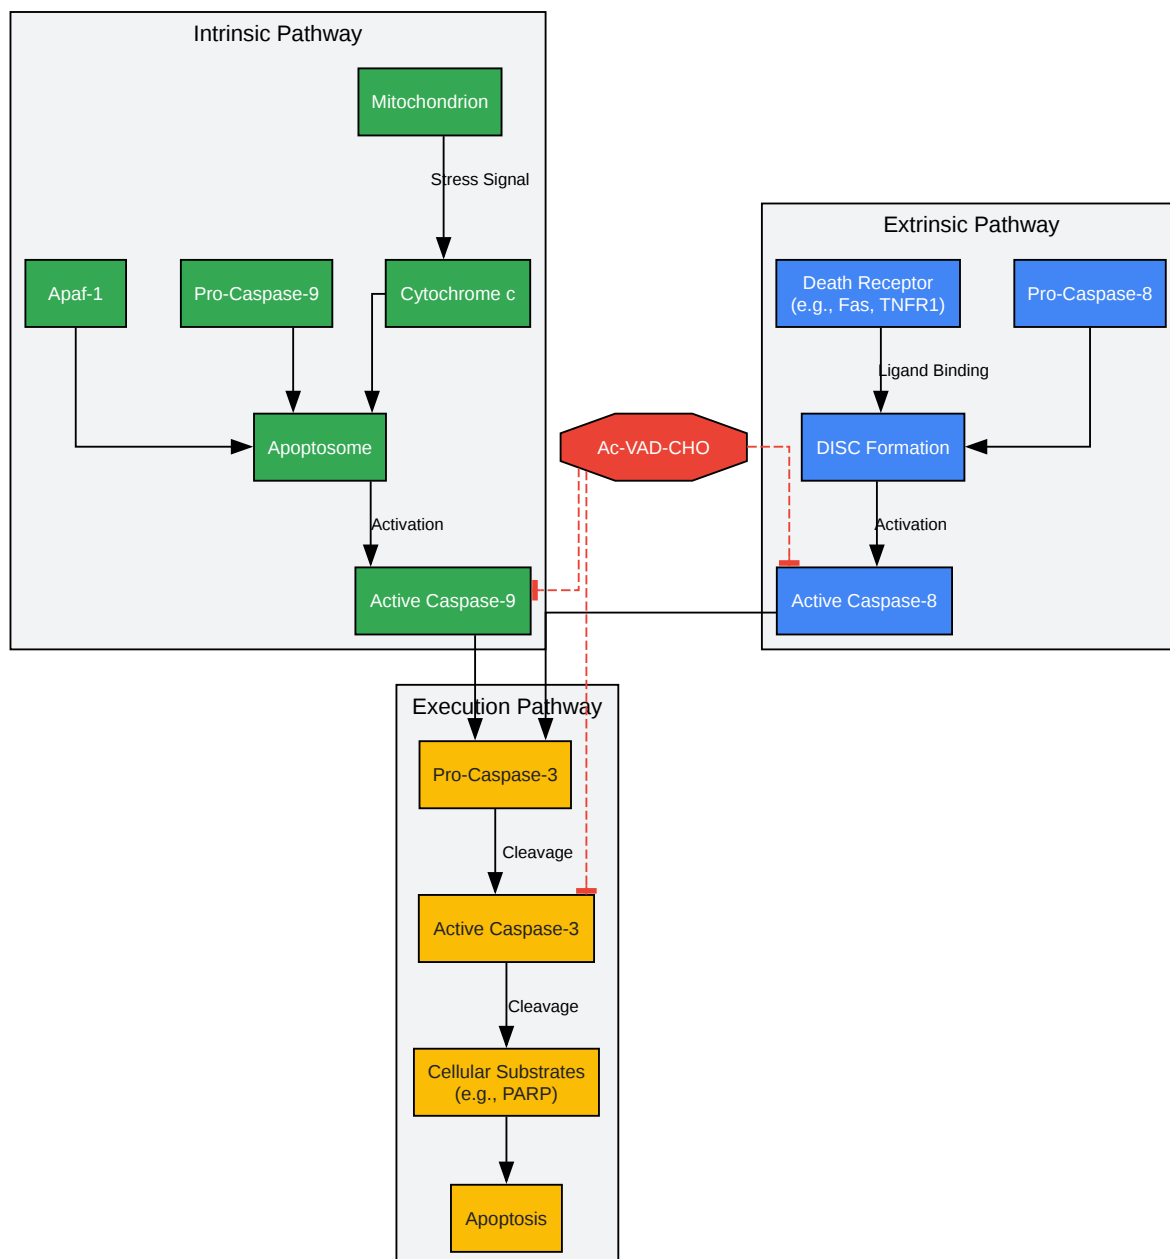 Intrinsic Pathway
Mitochondrion
Stress Signal
Extrinsic Pathway
Apaf-1
Pro-Caspase-9
Cytochrome c
Death Receptor
(e.g., Fas, TNFR1)
Pro-Caspase-8
Ligand Binding
Apoptosome
Ac-VAD-CHO
DISC Formation
Activation
Activation
Active Caspase-9
Active Caspase-8
Execution Pathway
Pro-Caspase-3
Cleavage
Active Caspase-3
Cleavage
Cellular Substrates
(e.g., PARP)
Apoptosis